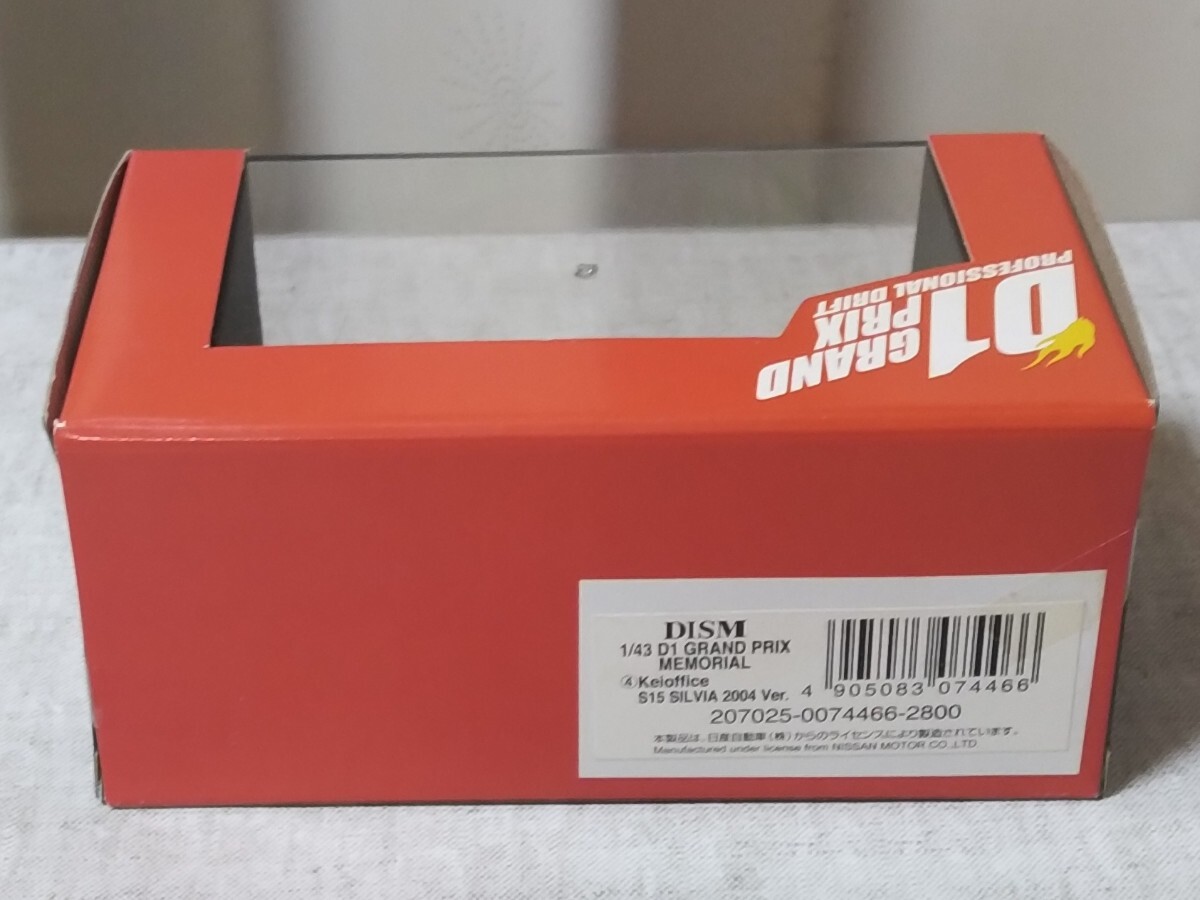 D1
GRAND
PRIX
PROFESSIONAL DRIFT
DISM
1/43 D1 GRAND PRIX
MEMORIAL
④Keioffice
S15 SILVIA 2004 Ver.
4 905083 074466
207025-0074466-2800
本製品は、日産自動車(株)からのライセンスにより製造されています。
Manufactured under license from NISSAN MOTOR CO.,LTD